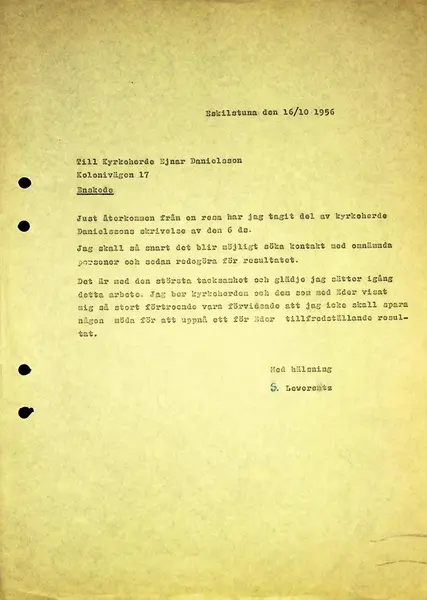 Eskilstuna den 16/10 1956
Till Kyrkoherde Ejnar Danielsson
Kolonivägen 17
Enskede
Just återkommen från en resa har jag tagit del av kyrkoherde
Danielssons skrivelse av den 6 ds.
Jag skall så snart det blir möjligt söka kontakt med omnämnda
personer och sedan redogöra för resultatet.
Det är med den största tacksamhet och glädje jag sätter igång
detta arbete. Jag ber kyrkoherden och dem som med Eder visat
mig så stort förtroende vara förvissade att jag icke skall spara
någon möda för att uppnå ett för Eder tillfredställande resul-
tat.
Med hälsning
S. Lewerentz